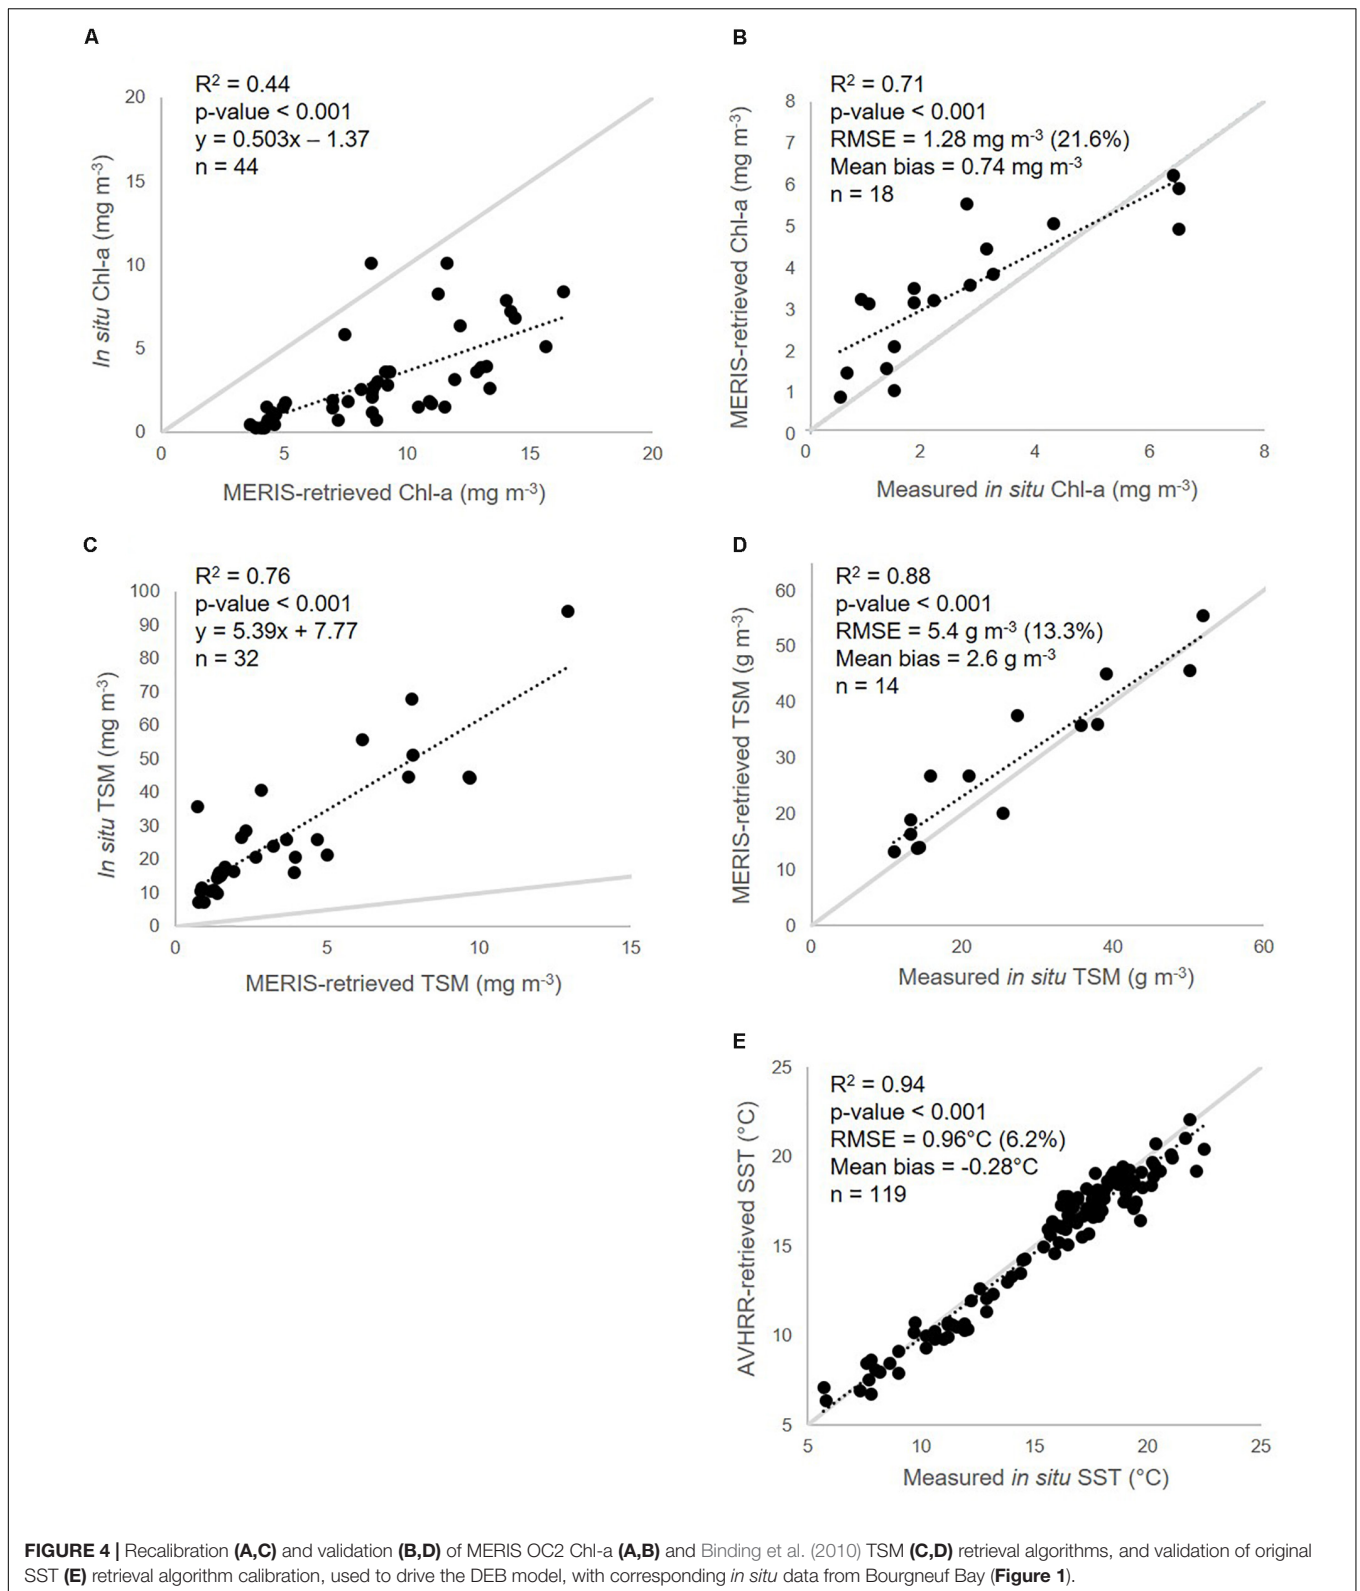 A
R² = 0.44
p-value < 0.001
y = 0.503x – 1.37
n = 44
20
15
10
5
0
0 5 10 15 20
In situ Chl-a (mg m⁻³)
MERIS-retrieved Chl-a (mg m⁻³)
B
R² = 0.71
p-value < 0.001
RMSE = 1.28 mg m⁻³ (21.6%)
Mean bias = 0.74 mg m⁻³
n = 18
8
7
6
5
4
3
2
1
0
0 2 4 6 8
MERIS-retrieved Chl-a (mg m⁻³)
Measured in situ Chl-a (mg m⁻³)
C
R² = 0.76
p-value < 0.001
y = 5.39x + 7.77
n = 32
100
90
80
70
60
50
40
30
20
10
0
0 5 10 15
In situ TSM (mg m⁻³)
MERIS-retrieved TSM (mg m⁻³)
D
R² = 0.88
p-value < 0.001
RMSE = 5.4 g m⁻³ (13.3%)
Mean bias = 2.6 g m⁻³
n = 14
60
50
40
30
20
10
0
0 20 40 60
MERIS-retrieved TSM (g m⁻³)
Measured in situ TSM (g m⁻³)
E
R² = 0.94
p-value < 0.001
RMSE = 0.96°C (6.2%)
Mean bias = -0.28°C
n = 119
25
20
15
10
5
5 10 15 20 25
AVHRR-retrieved SST (°C)
Measured in situ SST (°C)
FIGURE 4 | Recalibration (A,C) and validation (B,D) of MERIS OC2 Chl-a (A,B) and Binding et al. (2010) TSM (C,D) retrieval algorithms, and validation of original
SST (E) retrieval algorithm calibration, used to drive the DEB model, with corresponding in situ data from Bourgneuf Bay (Figure 1).